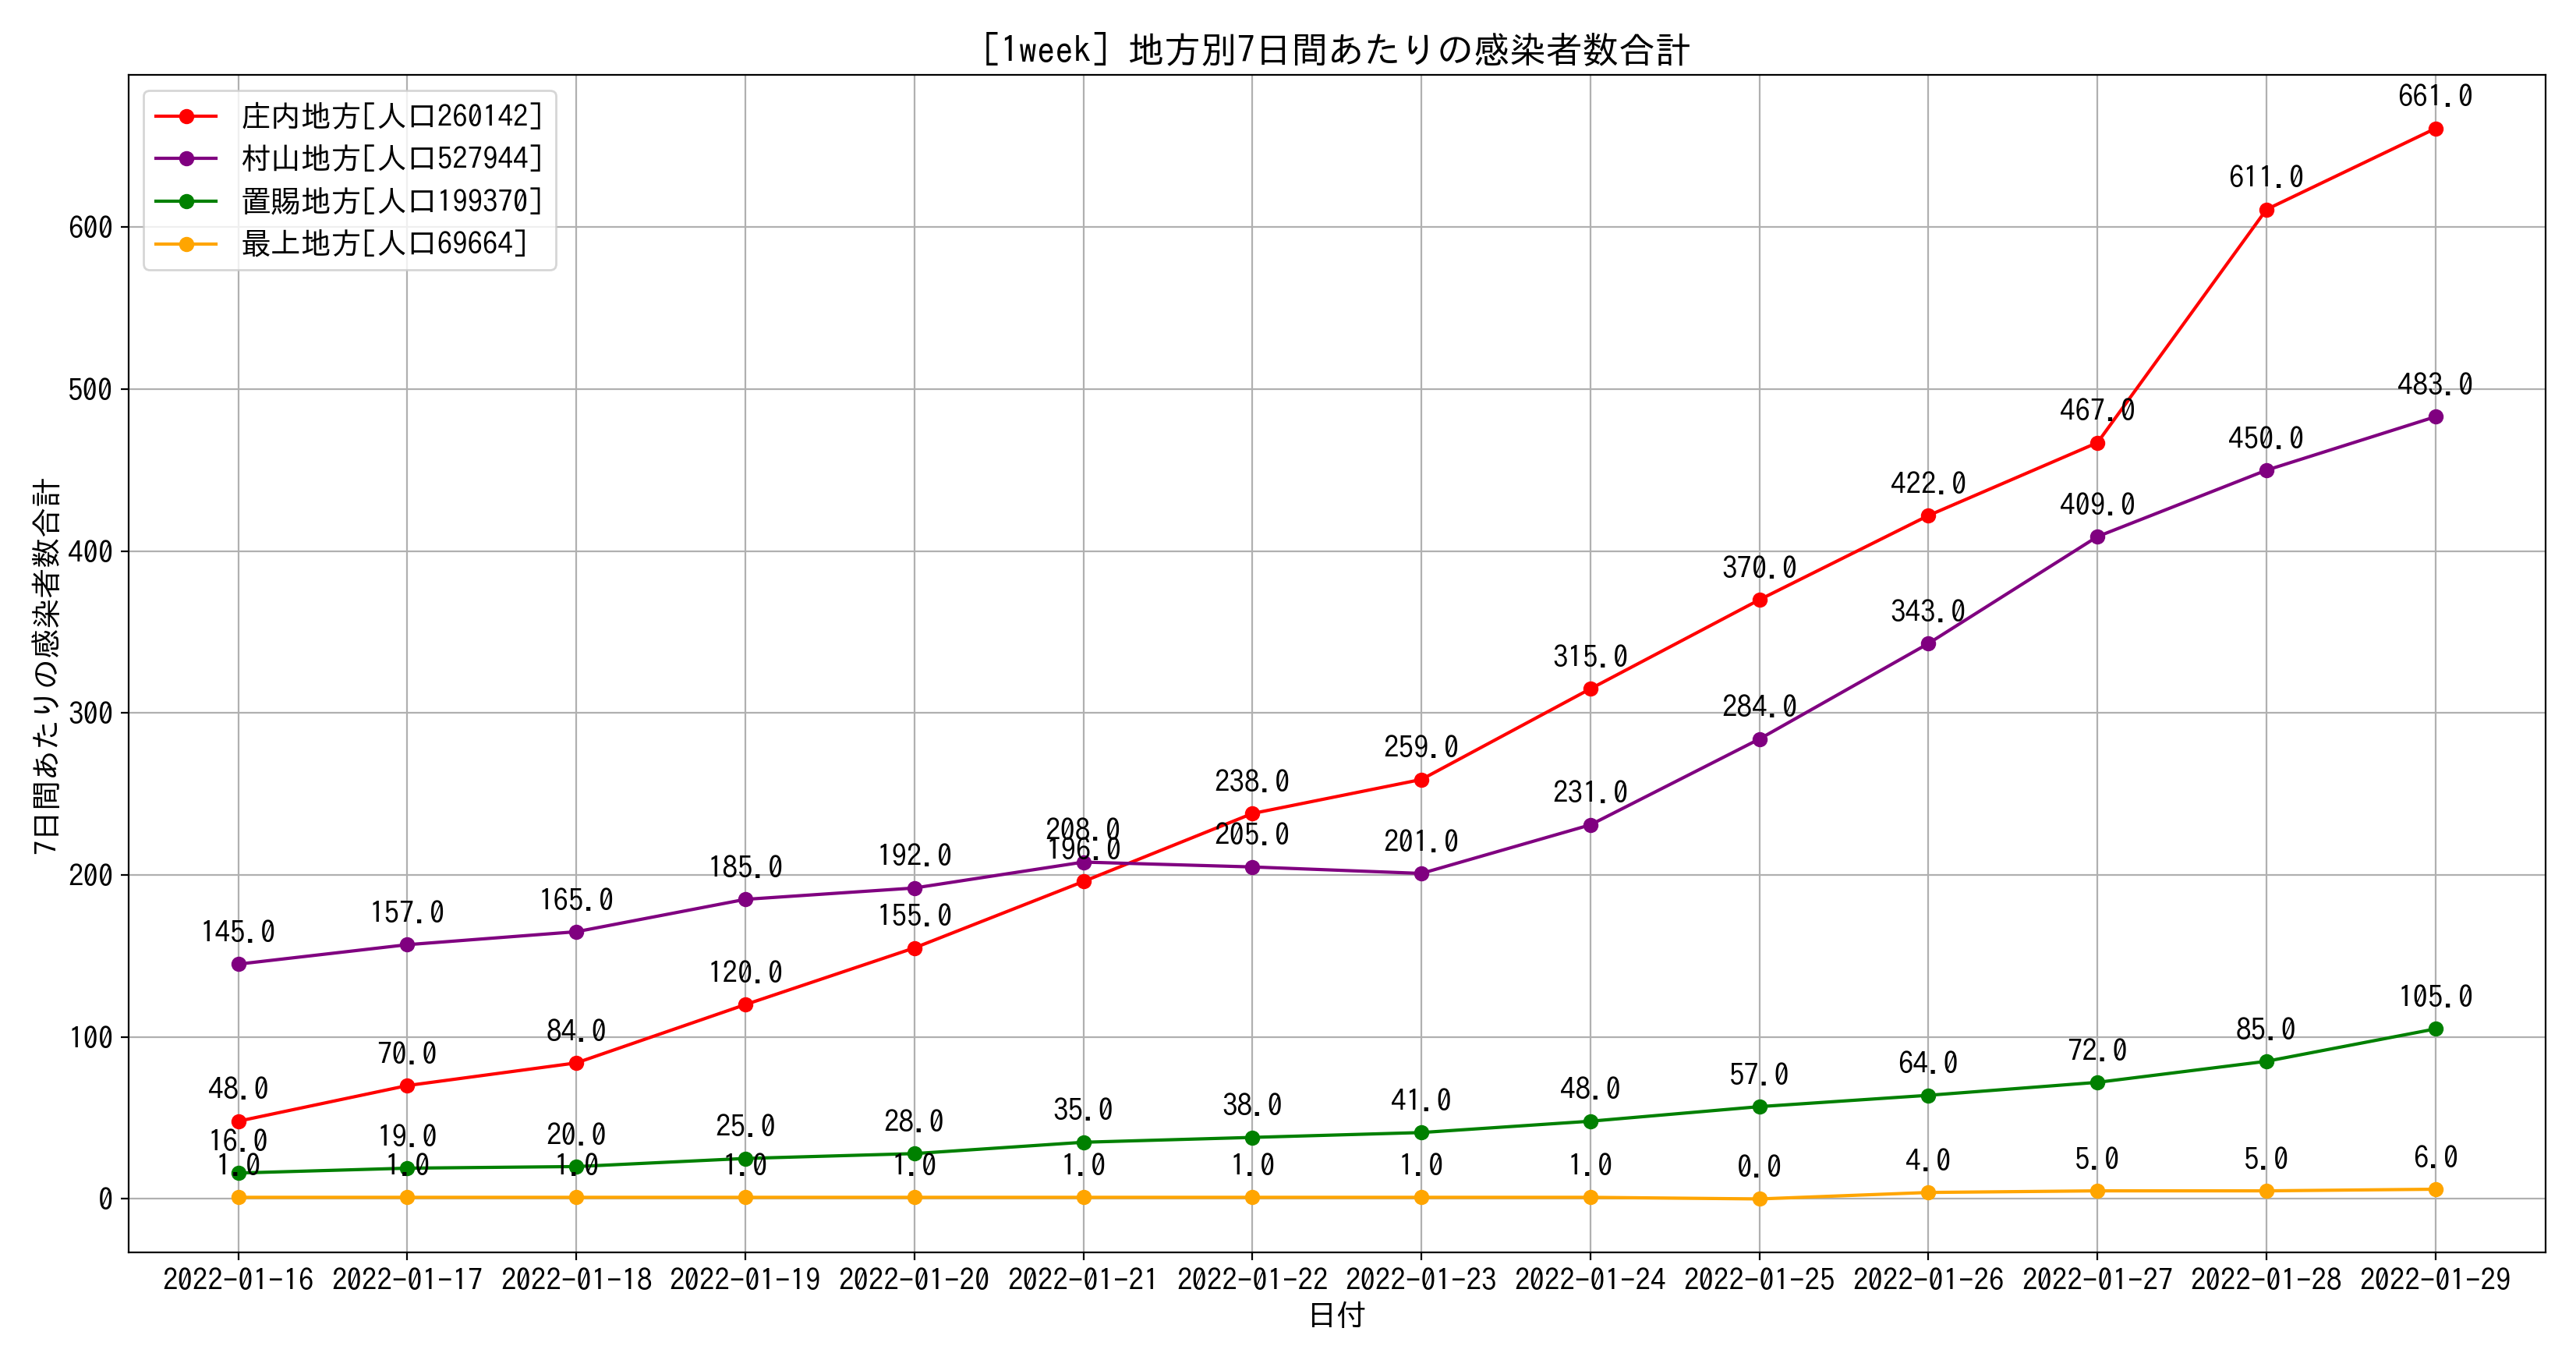 [1week] 地方別7日間あたりの感染者数合計
庄内地方[人口260142]
村山地方[人口527944]
置賜地方[人口199370]
最上地方[人口69664]
7日間あたりの感染者数合計
600
500
400
300
200
100
0
48.0 70.0 84.0 120.0 155.0 196.0 238.0 259.0 315.0 370.0 422.0 467.0 611.0 661.0
145.0 157.0 165.0 185.0 192.0 208.0 205.0 201.0 231.0 284.0 343.0 409.0 450.0 483.0
16.0 19.0 20.0 25.0 28.0 35.0 38.0 41.0 48.0 57.0 64.0 72.0 85.0 105.0
1.0 1.0 1.0 1.0 1.0 1.0 1.0 1.0 1.0 0.0 4.0 5.0 5.0 6.0
2022-01-16 2022-01-17 2022-01-18 2022-01-19 2022-01-20 2022-01-21 2022-01-22 2022-01-23 2022-01-24 2022-01-25 2022-01-26 2022-01-27 2022-01-28 2022-01-29
日付